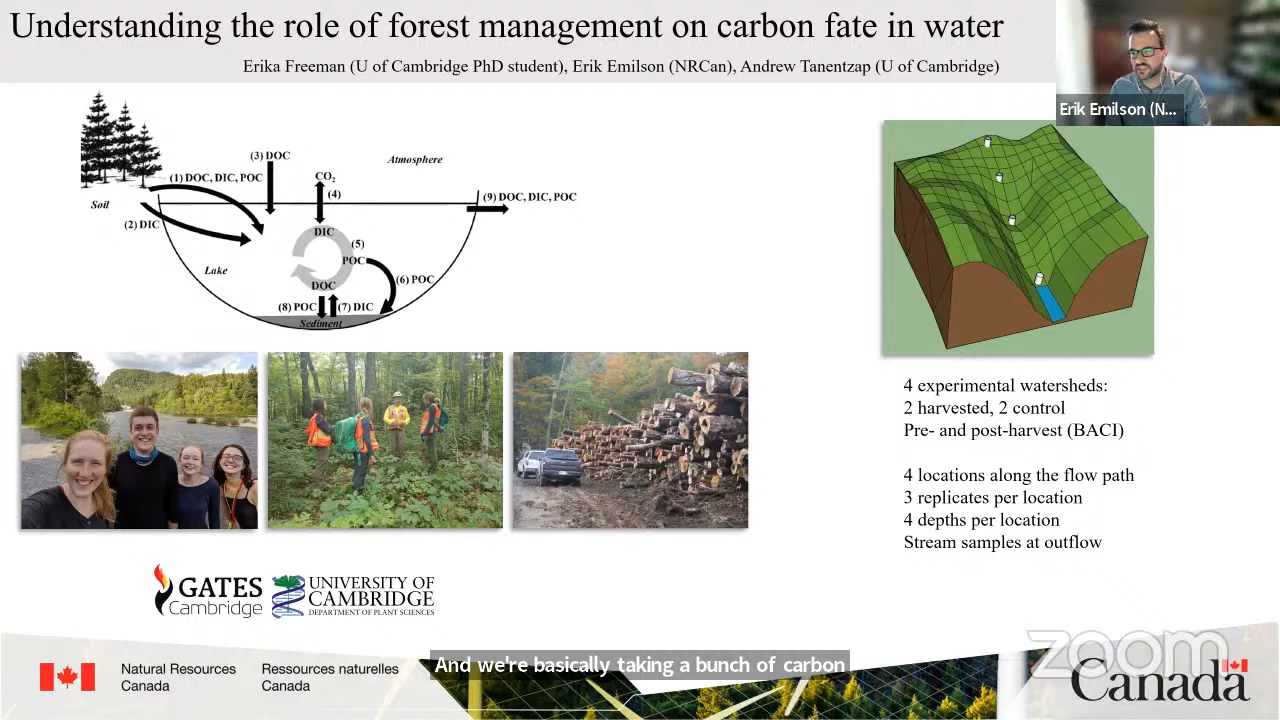 Understanding the role of forest management on carbon fate in water
Erika Freeman (U of Cambridge PhD student), Erik Emilson (NRCan), Andrew Tanentzap (U of Cambridge)
Erik Emilson (N...
(3) DOC
Atmosphere
(1) DOC, DIC, POC
CO₂
(4)
(9) DOC, DIC, POC
Soil
(2) DIC
DIC
(5)
POC
Lake
(6) POC
DOC
(8) POC
(7) DIC
Sediment
4 experimental watersheds:
2 harvested, 2 control
Pre- and post-harvest (BACI)
4 locations along the flow path
3 replicates per location
4 depths per location
Stream samples at outflow
GATES
Cambridge
UNIVERSITY OF
CAMBRIDGE
DEPARTMENT OF PLANT SCIENCES
And we're basically taking a bunch of carbon
zoom
Natural Resources
Canada
Ressources naturelles
Canada
Canada